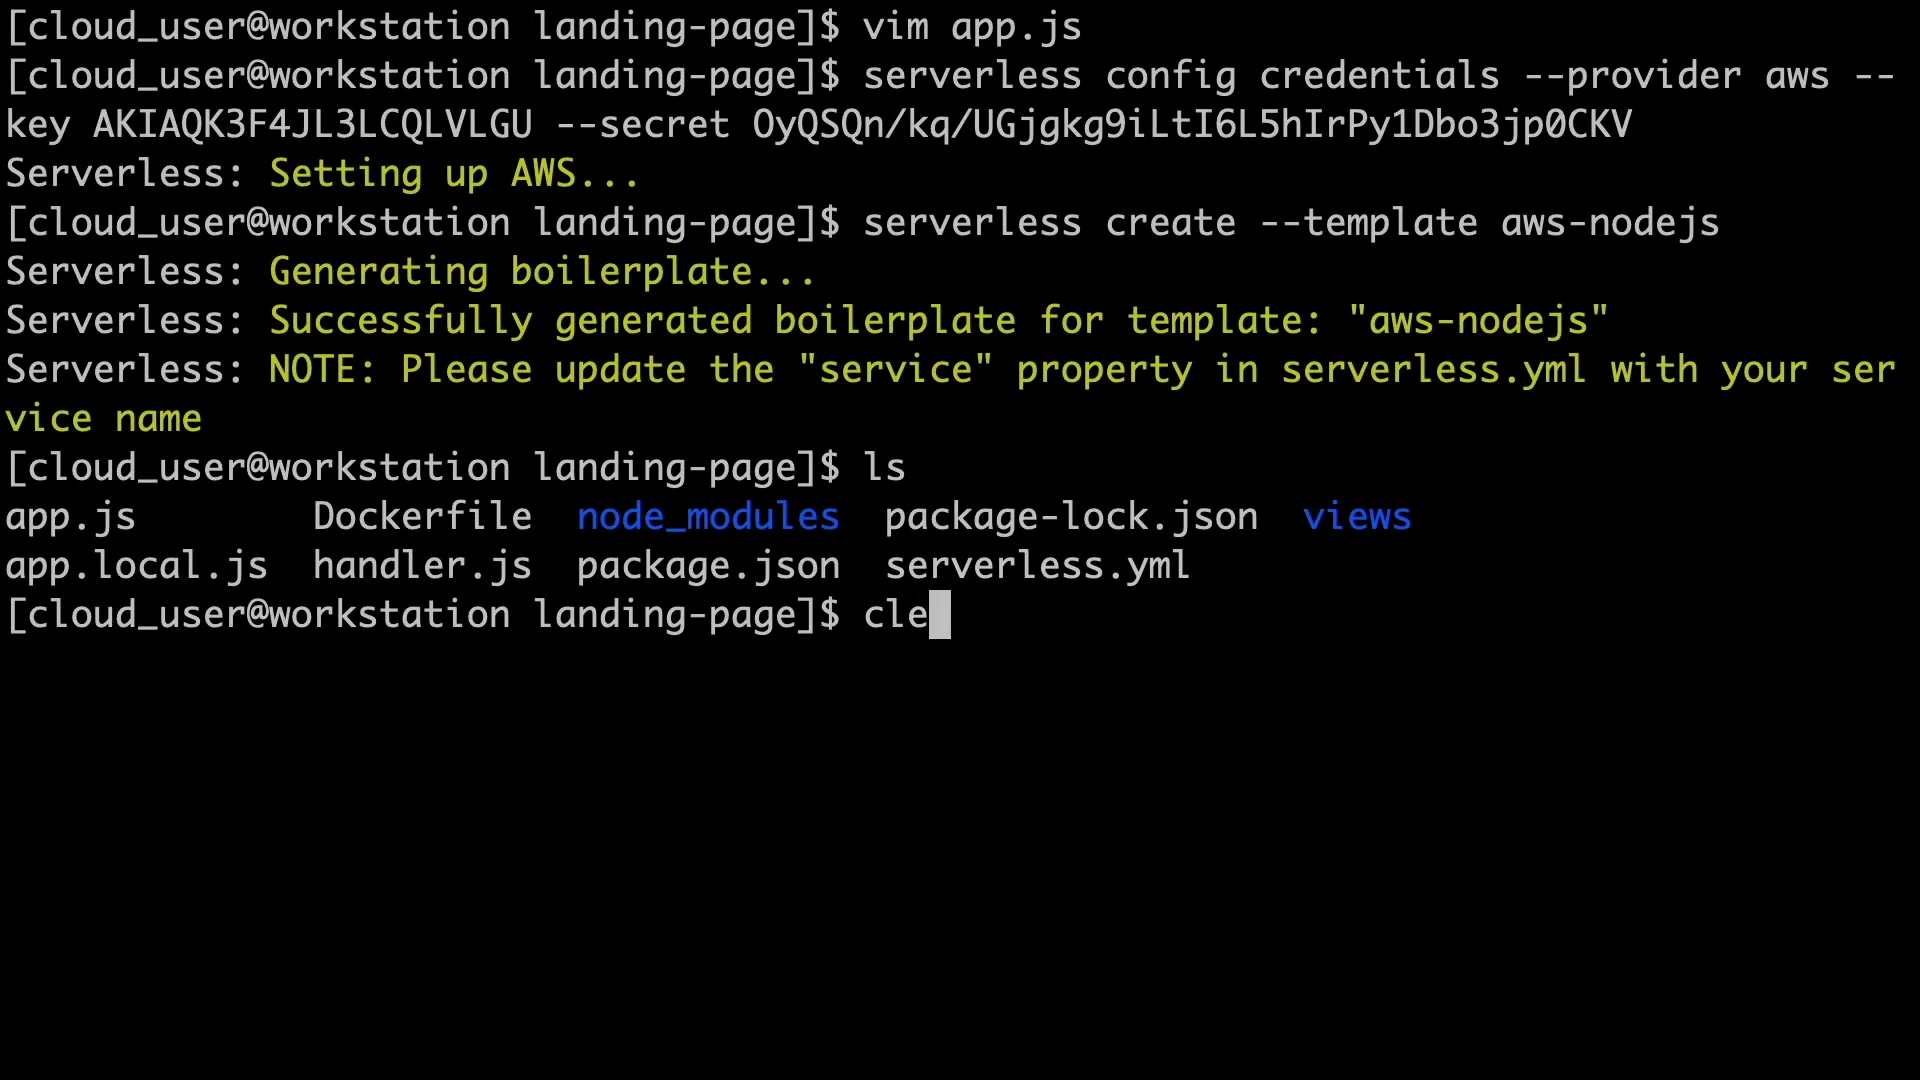 [cloud_user@workstation landing-page]$ vim app.js
[cloud_user@workstation landing-page]$ serverless config credentials --provider aws --
key AKIAQK3F4JL3LCQLVLGU --secret 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
Serverless: Setting up AWS...
[cloud_user@workstation landing-page]$ serverless create --template aws-nodejs
Serverless: Generating boilerplate...
Serverless: Successfully generated boilerplate for template: "aws-nodejs"
Serverless: NOTE: Please update the "service" property in serverless.yml with your ser
vice name
[cloud_user@workstation landing-page]$ ls
app.js        Dockerfile  node_modules  package-lock.json  views
app.local.js  handler.js  package.json  serverless.yml
[cloud_user@workstation landing-page]$ cle